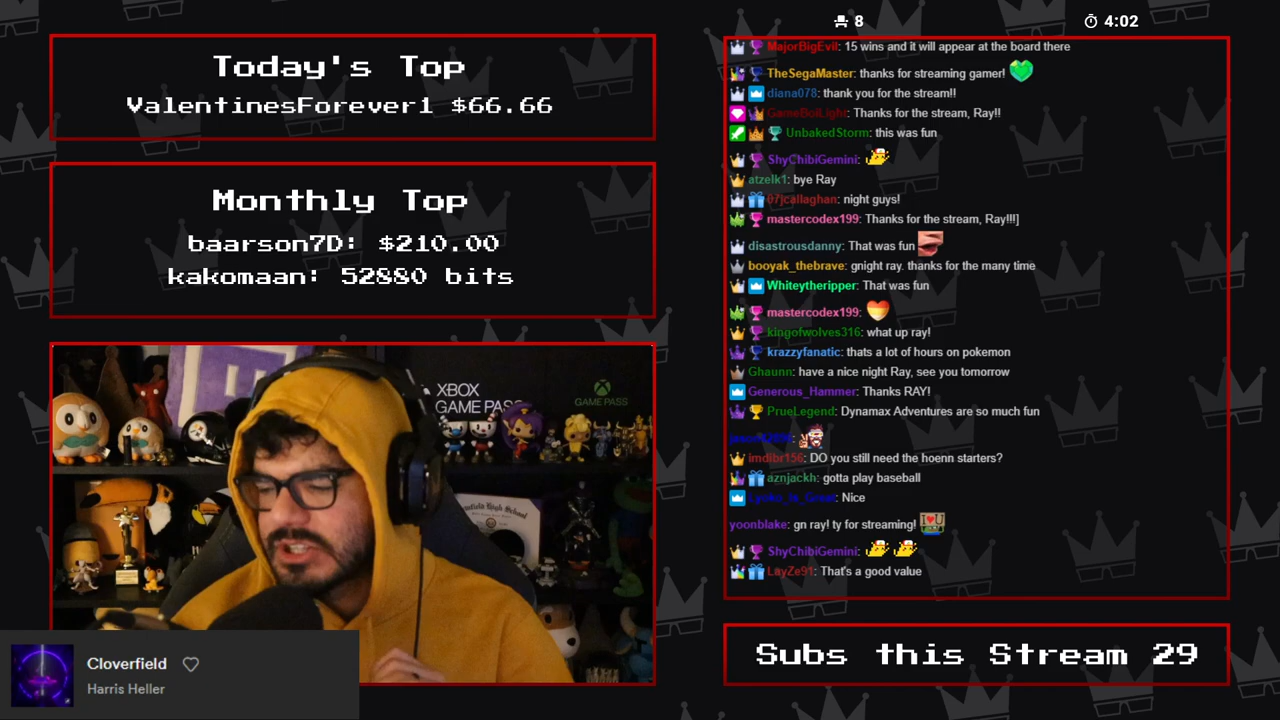 8
4:02
Today's Top
ValentinesForever1 $66.66
Monthly Top
baarson7D: $210.00
kakomaan: 52880 bits
XBOX
GAME PASS
GAME PASS
MajorBigEvil: 15 wins and it will appear at the board there
TheSegaMaster: thanks for streaming gamer!
diana078: thank you for the stream!!
GameBoiLight: Thanks for the stream, Ray!!
UnbakedStorm: this was fun
ShyChibiGemini:
atzelk1: bye Ray
07jcallaghan: night guys!
mastercodex199: Thanks for the stream, Ray!!!]
disastrousdanny: That was fun
booyak_thebrave: gnight ray. thanks for the many time
Whiteytheripper: That was fun
mastercodex199:
kingofwolves316: what up ray!
krazzyfanatic: thats a lot of hours on pokemon
Ghaunn: have a nice night Ray, see you tomorrow
Generous_Hammer: Thanks RAY!
PrueLegend: Dynamax Adventures are so much fun
imdibr156: DO you still need the hoenn starters?
aznjackh: gotta play baseball
Lyoko_Is_Great: Nice
yoonblake: gn ray! ty for streaming!
ShyChibiGemini:
LayZe91: That's a good value
Cloverfield
Harris Heller
Subs this Stream 29